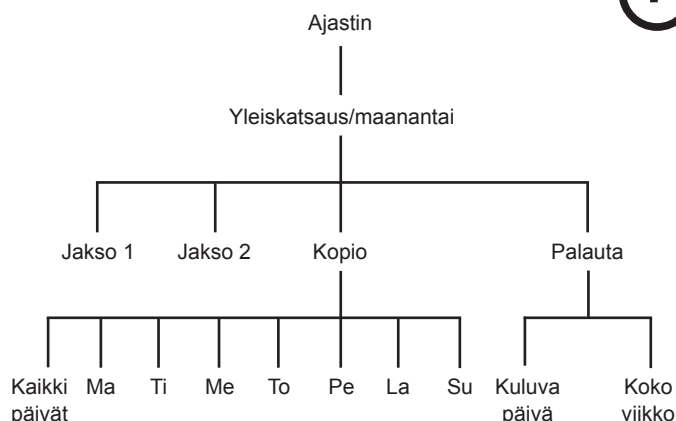 Ajastin
Yleiskatsaus/maanantai
Jakso 1 Jakso 2 Kopio Palauta
Kaikki Ma Ti Me To Pe La Su Kuluva Koko
päivät päivä viikko